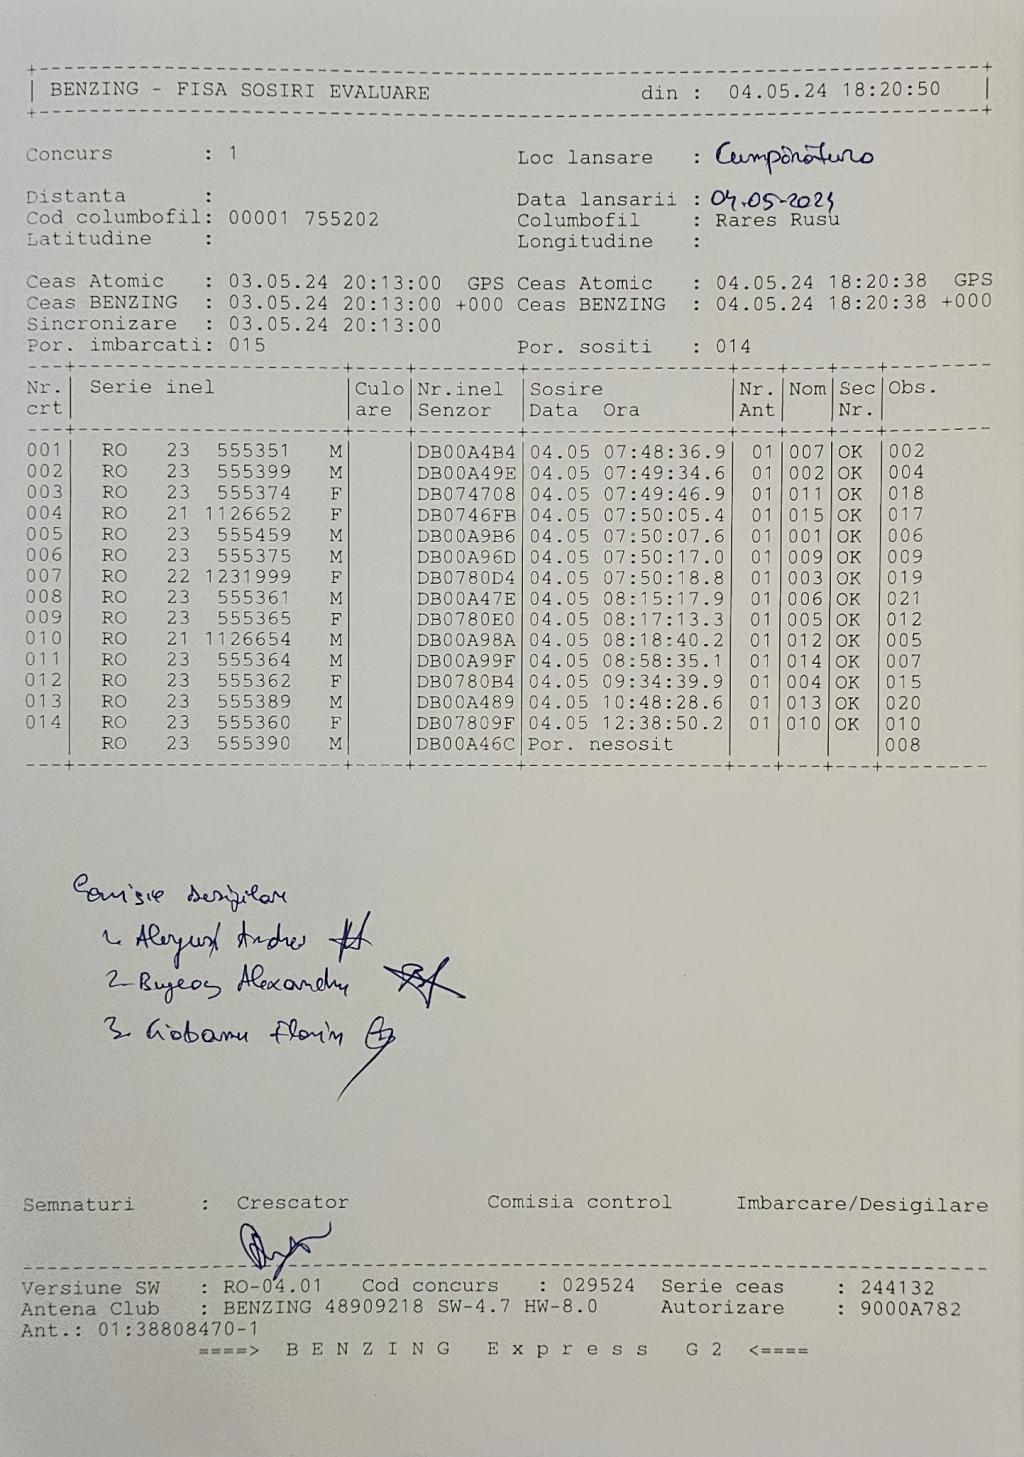 BENZING - FISA SOSIRI EVALUARE din : 04.05.24 18:20:50
Concurs : 1 Loc lansare :
Distanta : Data lansarii : 04.05-2024
Cod columbofil: 00001 755202 Columbofil : Rares Rusu
Latitudine : Longitudine :
Ceas Atomic : 03.05.24 20:13:00 GPS Ceas Atomic : 04.05.24 18:20:38 GPS
Ceas BENZING : 03.05.24 20:13:00 +000 Ceas BENZING : 04.05.24 18:20:38 +000
Sincronizare : 03.05.24 20:13:00
Por. imbarcati: 015 Por. sositi : 014
Nr. Serie inel Culo Nr.inel Sosire Nr. Nom Sec Obs.
crt are Senzor Data Ora Ant Nr.
001 RO 23 555351 M DB00A4B4 04.05 07:48:36.9 01 007 OK 002
002 RO 23 555399 M DB00A49E 04.05 07:49:34.6 01 002 OK 004
003 RO 23 555374 F DB074708 04.05 07:49:46.9 01 011 OK 018
004 RO 21 1126652 F DB0746FB 04.05 07:50:05.4 01 015 OK 017
005 RO 23 555459 M DB00A9B6 04.05 07:50:07.6 01 001 OK 006
006 RO 23 555375 M DB00A96D 04.05 07:50:17.0 01 009 OK 009
007 RO 22 1231999 F DB0780D4 04.05 07:50:18.8 01 003 OK 019
008 RO 23 555361 M DB00A47E 04.05 08:15:17.9 01 006 OK 021
009 RO 23 555365 F DB0780E0 04.05 08:17:13.3 01 005 OK 012
010 RO 21 1126654 M DB00A98A 04.05 08:18:40.2 01 012 OK 005
011 RO 23 555364 M DB00A99F 04.05 08:58:35.1 01 014 OK 007
012 RO 23 555362 F DB0780B4 04.05 09:34:39.9 01 004 OK 015
013 RO 23 555389 M DB00A489 04.05 10:48:28.6 01 013 OK 020
014 RO 23 555360 F DB07809F 04.05 12:38:50.2 01 010 OK 010
RO 23 555390 M DB00A46C Por. nesosit 008
Comisie desigilare
1. Andrei
2- Alexandru
3. Ciobanu Florin
Semnaturi : Crescator Comisia control Imbarcare/Desigilare
Versiune SW : RO-04.01 Cod concurs : 029524 Serie ceas : 244132
Antena Club : BENZING 48909218 SW-4.7 HW-8.0 Autorizare : 9000A782
Ant.: 01:38808470-1
====> BENZING Express G2 <====